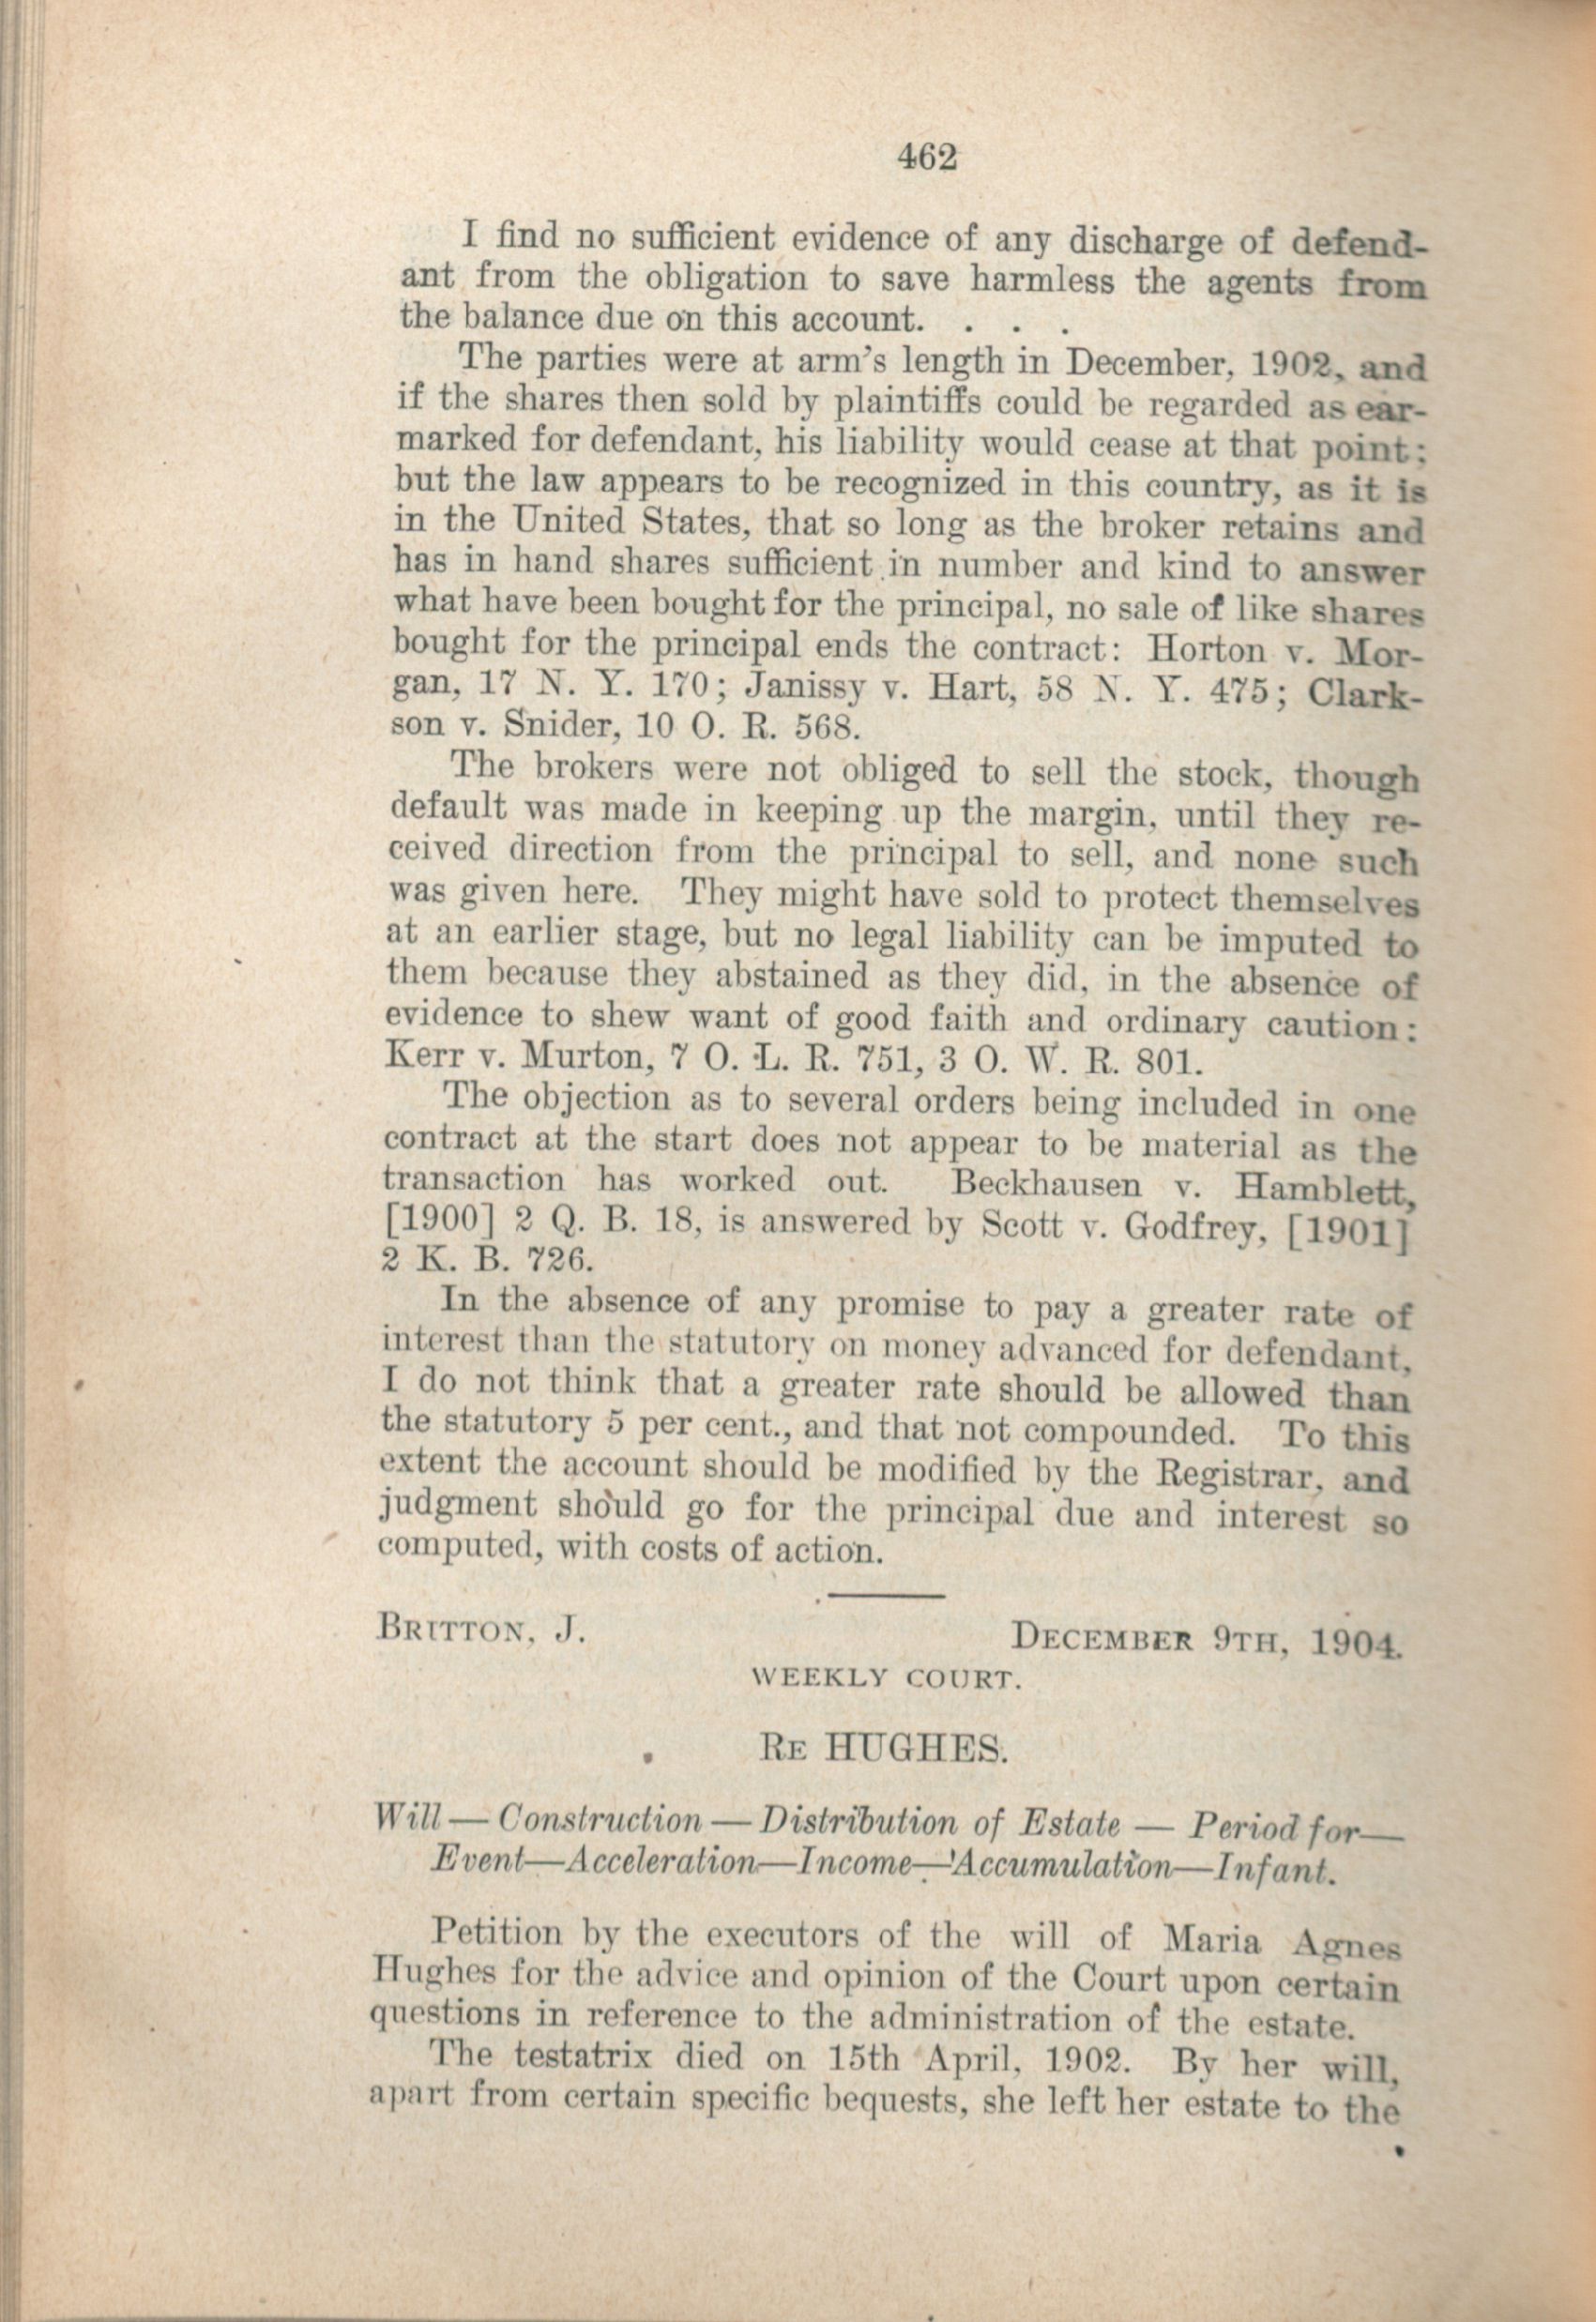 462
I find no sufficient evidence of any discharge of defend-
ant from the obligation to save harmless the agents from
the balance due on this account. . . .
The parties were at arm's length in December, 1902, and
if the shares then sold by plaintiffs could be regarded as ear-
marked for defendant, his liability would cease at that point;
but the law appears to be recognized in this country, as it is
in the United States, that so long as the broker retains and
has in hand shares sufficient in number and kind to answer
what have been bought for the principal, no sale of like shares
bought for the principal ends the contract: Horton v. Mor-
gan, 17 N. Y. 170; Janissy v. Hart, 58 N. Y. 475; Clark-
son v. Snider, 10 O. R. 568.
The brokers were not obliged to sell the stock, though
default was made in keeping up the margin, until they re-
ceived direction from the principal to sell, and none such
was given here. They might have sold to protect themselves
at an earlier stage, but no legal liability can be imputed to
them because they abstained as they did, in the absence of
evidence to shew want of good faith and ordinary caution:
Kerr v. Murton, 7 O. L. R. 751, 3 O. W. R. 801.
The objection as to several orders being included in one
contract at the start does not appear to be material as the
transaction has worked out. Beckhausen v. Hamblett,
[1900] 2 Q. B. 18, is answered by Scott v. Godfrey, [1901]
2 K. B. 726.
In the absence of any promise to pay a greater rate of
interest than the statutory on money advanced for defendant,
I do not think that a greater rate should be allowed than
the statutory 5 per cent., and that not compounded. To this
extent the account should be modified by the Registrar, and
judgment should go for the principal due and interest so
computed, with costs of action.
BRITTON, J. DECEMBER 9TH, 1904.
WEEKLY COURT.
RE HUGHES.
Will — Construction — Distribution of Estate — Period for—
Event—Acceleration—Income—Accumulation—Infant.
Petition by the executors of the will of Maria Agnes
Hughes for the advice and opinion of the Court upon certain
questions in reference to the administration of the estate.
The testatrix died on 15th April, 1902. By her will,
apart from certain specific bequests, she left her estate to the